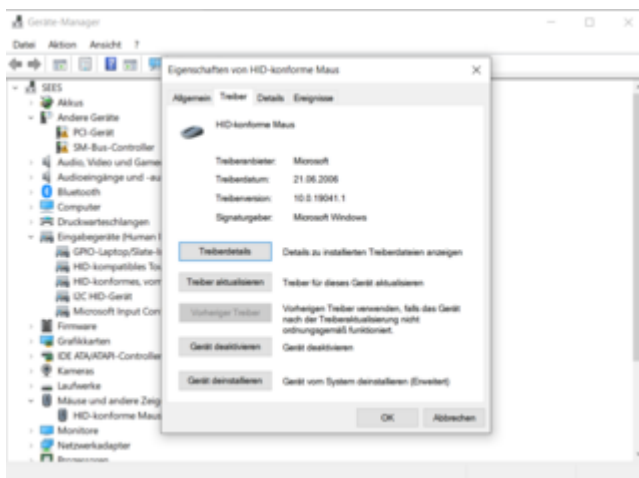 Geräte-Manager
Datei Aktion Ansicht ?
SEES
Akkus
Andere Geräte
PCI-Gerät
SM-Bus-Controller
Audio, Video und Game
Audioeingänge und -au
Bluetooth
Computer
Druckwarteschlangen
Eingabegeräte (Human I
GPIO-Laptop/Slate-I
HID-kompatibles To
HID-konformes, vom
I2C HID-Gerät
Microsoft Input Con
Firmware
Grafikkarten
IDE ATA/ATAPI-Controller
Kameras
Laufwerke
Mäuse und andere Zeig
HID-konforme Maus
Monitore
Netzwerkadapter
Prozessoren
Eigenschaften von HID-konforme Maus
Allgemein Treiber Details Ereignisse
HID-konforme Maus
Treiberanbieter: Microsoft
Treiberdatum: 21.06.2006
Treiberversion: 10.0.19041.1
Signaturgeber: Microsoft Windows
Treiberdetails Details zu installierten Treiberdateien anzeigen
Treiber aktualisieren Treiber für dieses Gerät aktualisieren
Vorheriger Treiber Vorherigen Treiber verwenden, falls das Gerät
nach der Treiberaktualisierung nicht
ordnungsgemäß funktioniert.
Gerät deaktivieren Gerät deaktivieren
Gerät deinstallieren Gerät vom System deinstallieren (Erweitert)
OK Abbrechen